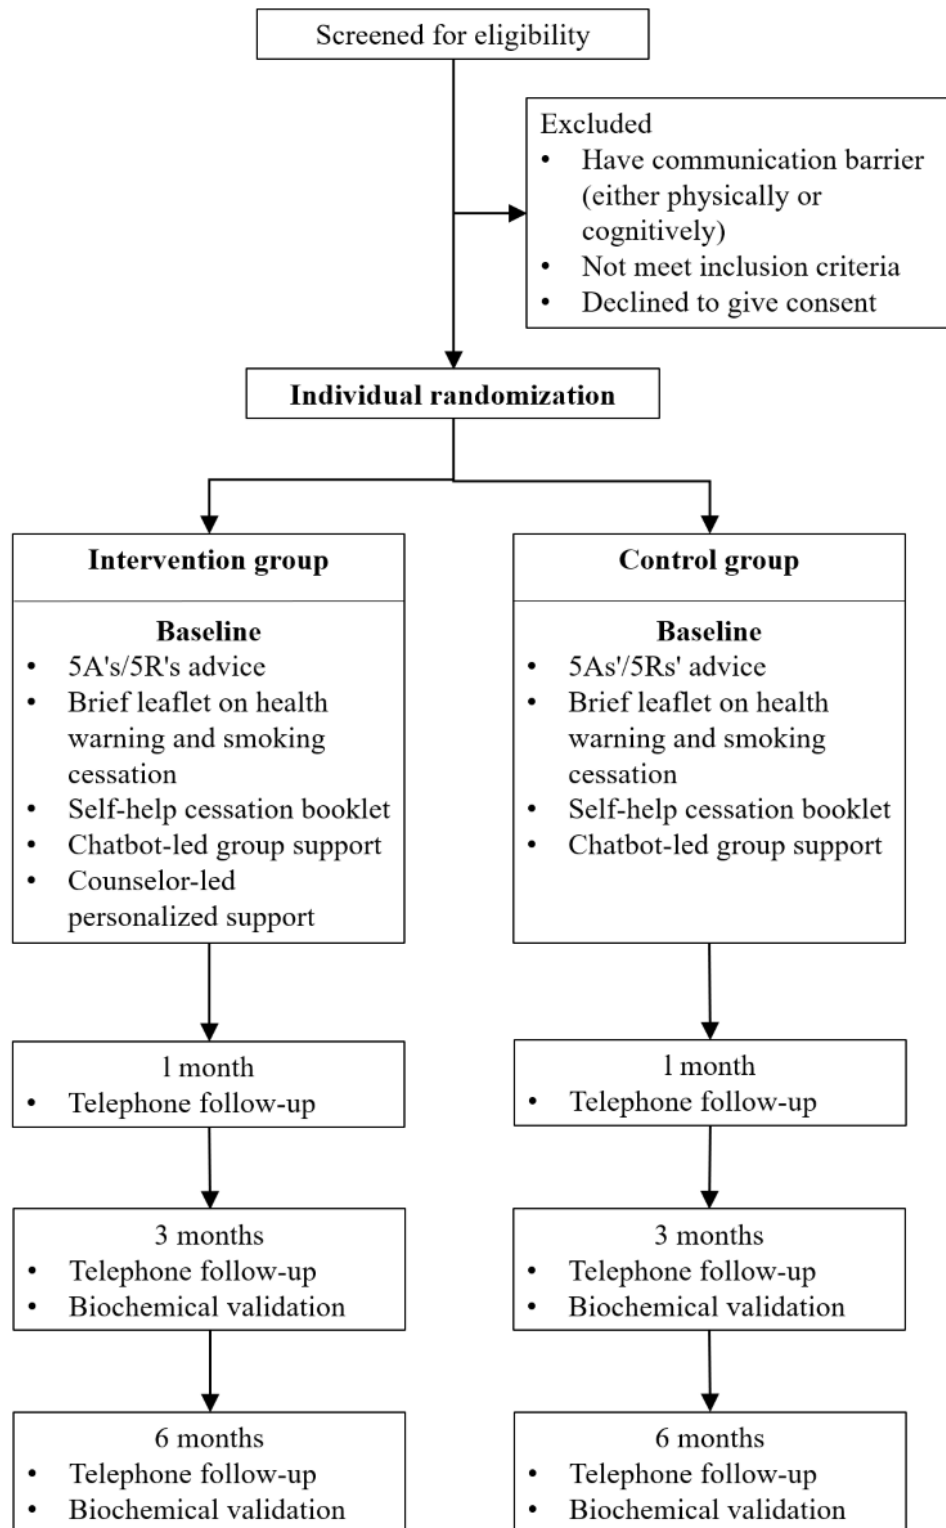 Screened for eligibility
Excluded
• Have communication barrier
(either physically or
cognitively)
• Not meet inclusion criteria
• Declined to give consent
Individual randomization
Intervention group
Baseline
• 5A's/5R's advice
• Brief leaflet on health
warning and smoking
cessation
• Self-help cessation booklet
• Chatbot-led group support
• Counselor-led
personalized support
Control group
Baseline
• 5As'/5Rs' advice
• Brief leaflet on health
warning and smoking
cessation
• Self-help cessation booklet
• Chatbot-led group support
l month
• Telephone follow-up
l month
• Telephone follow-up
3 months
• Telephone follow-up
• Biochemical validation
3 months
• Telephone follow-up
• Biochemical validation
6 months
• Telephone follow-up
• Biochemical validation
6 months
• Telephone follow-up
• Biochemical validation